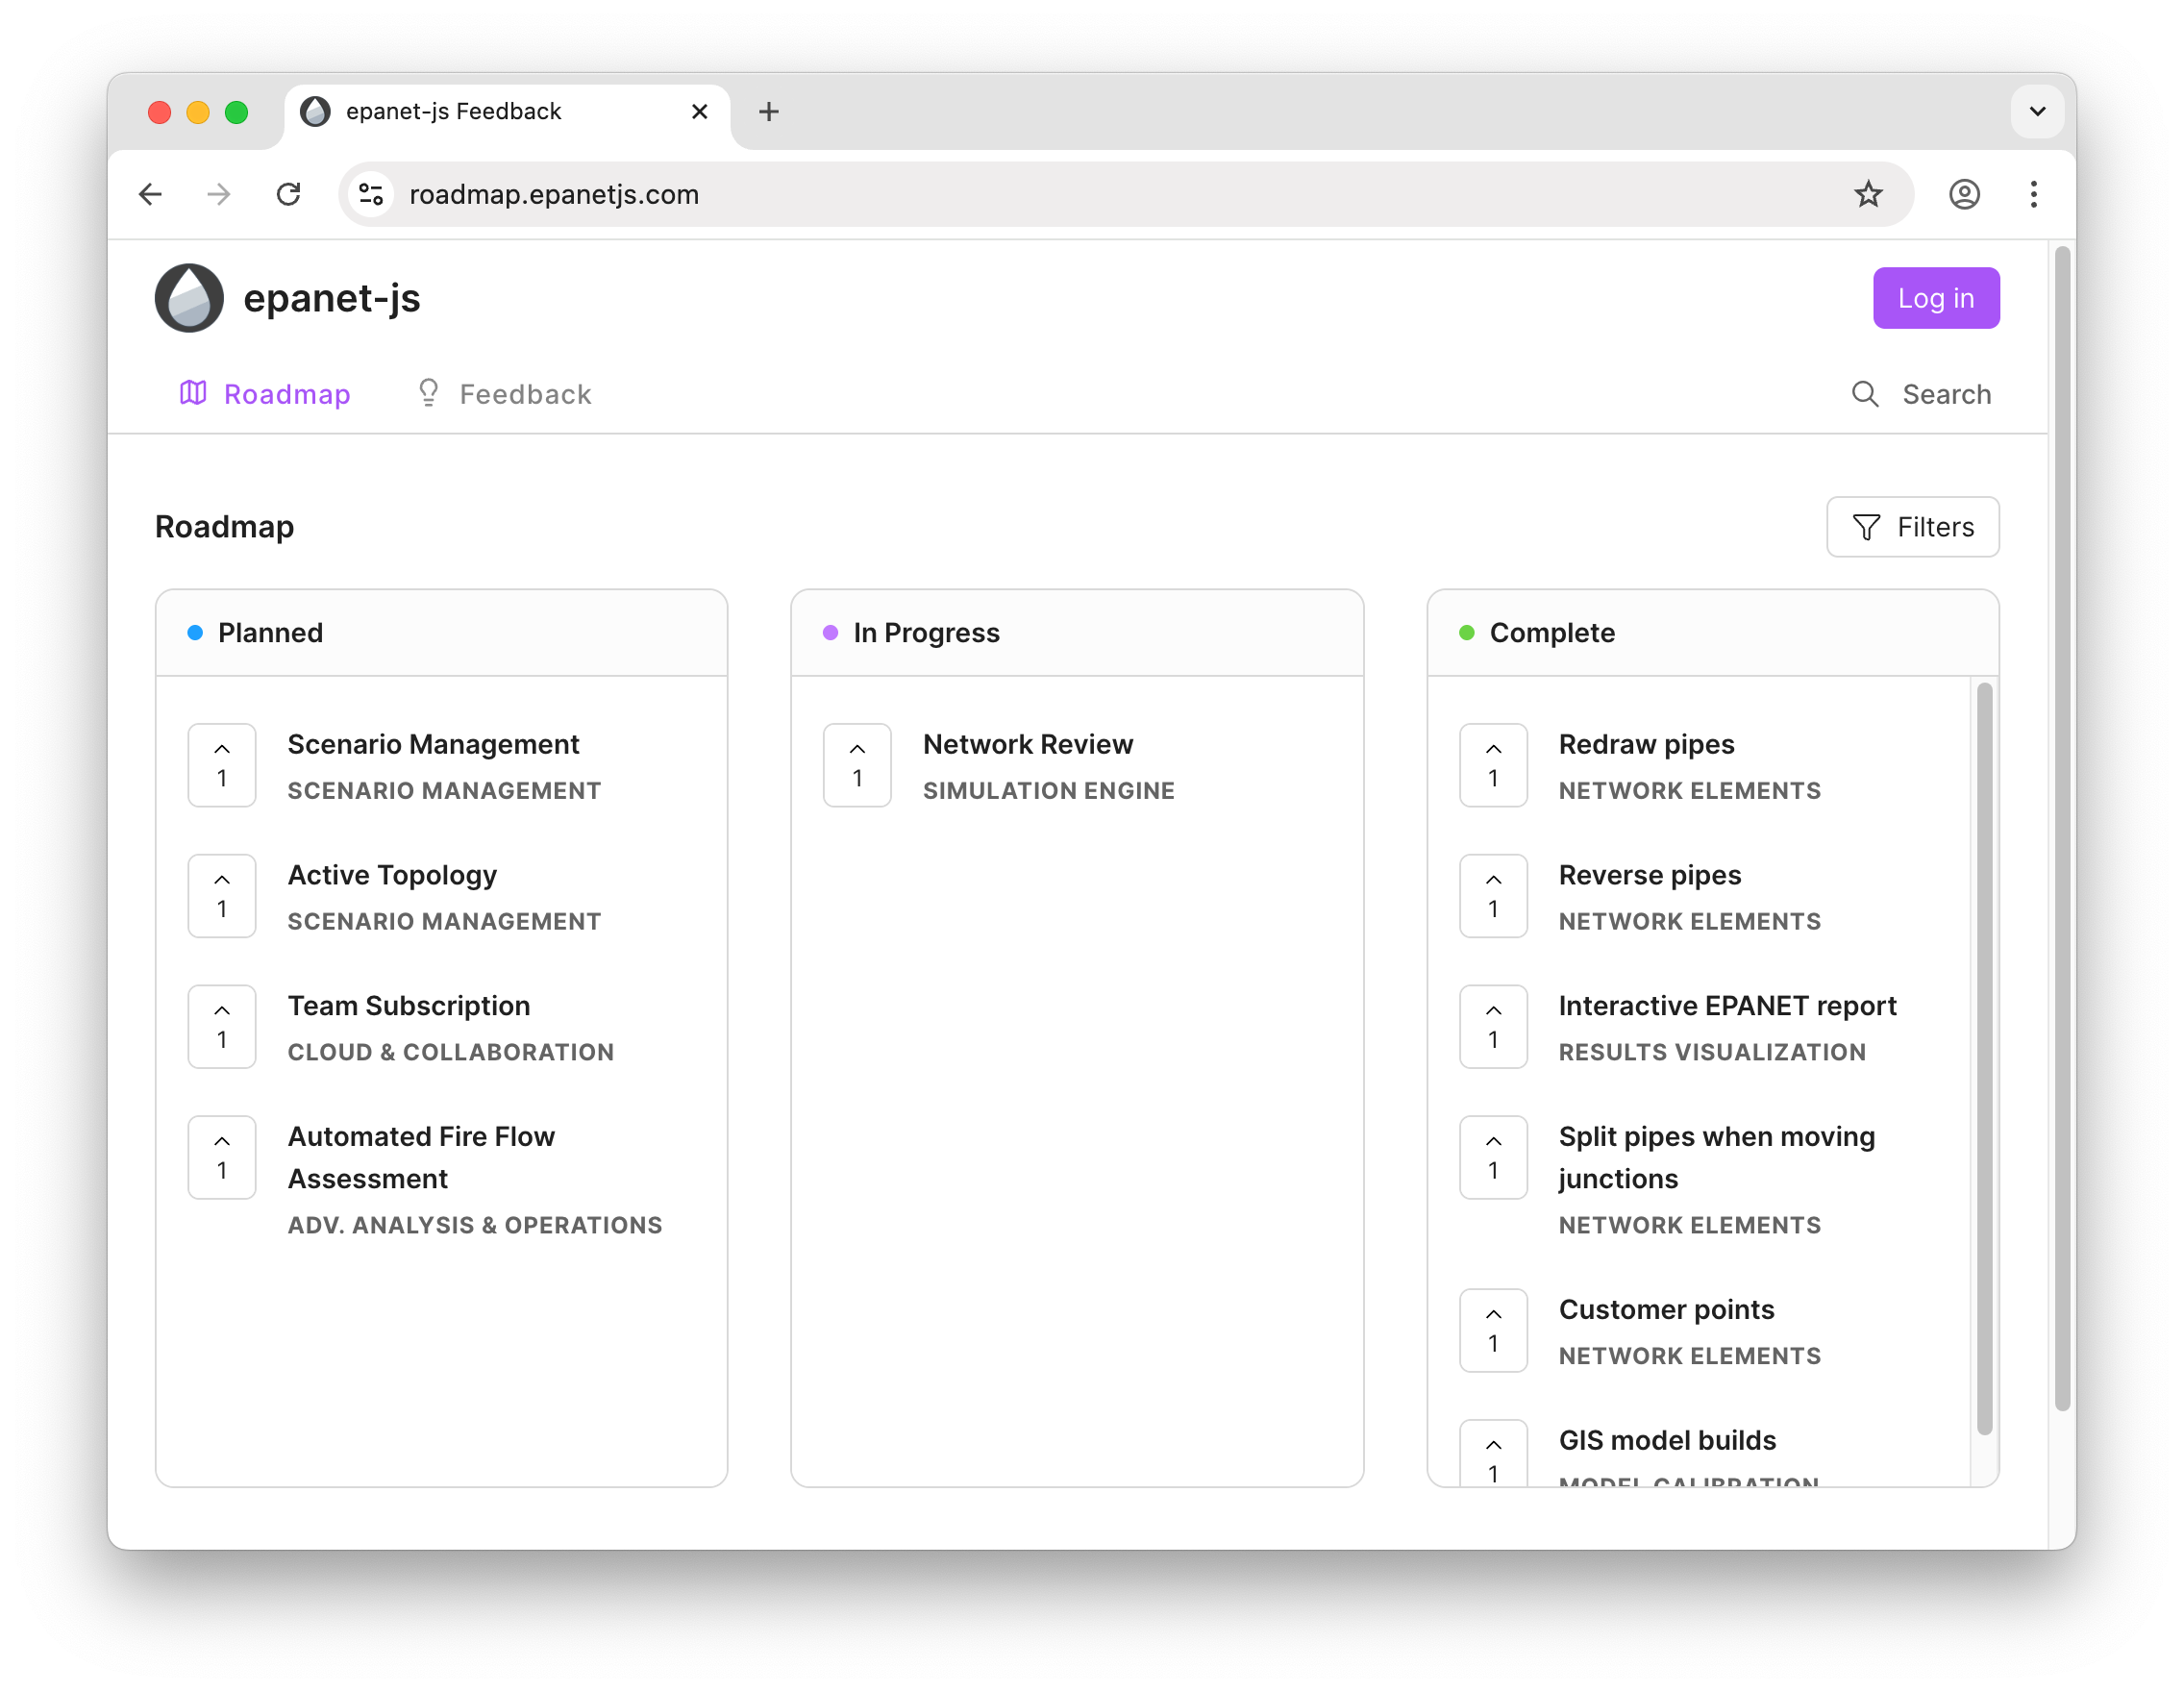 epanet-js Feedback
roadmap.epanetjs.com
epanet-js
Log in
Roadmap
Feedback
Search
Roadmap
Filters
Planned
1
Scenario Management
SCENARIO MANAGEMENT
1
Active Topology
SCENARIO MANAGEMENT
1
Team Subscription
CLOUD & COLLABORATION
1
Automated Fire Flow
Assessment
ADV. ANALYSIS & OPERATIONS
In Progress
1
Network Review
SIMULATION ENGINE
Complete
1
Redraw pipes
NETWORK ELEMENTS
1
Reverse pipes
NETWORK ELEMENTS
1
Interactive EPANET report
RESULTS VISUALIZATION
1
Split pipes when moving
junctions
NETWORK ELEMENTS
1
Customer points
NETWORK ELEMENTS
1
GIS model builds
MODEL CALIBRATION